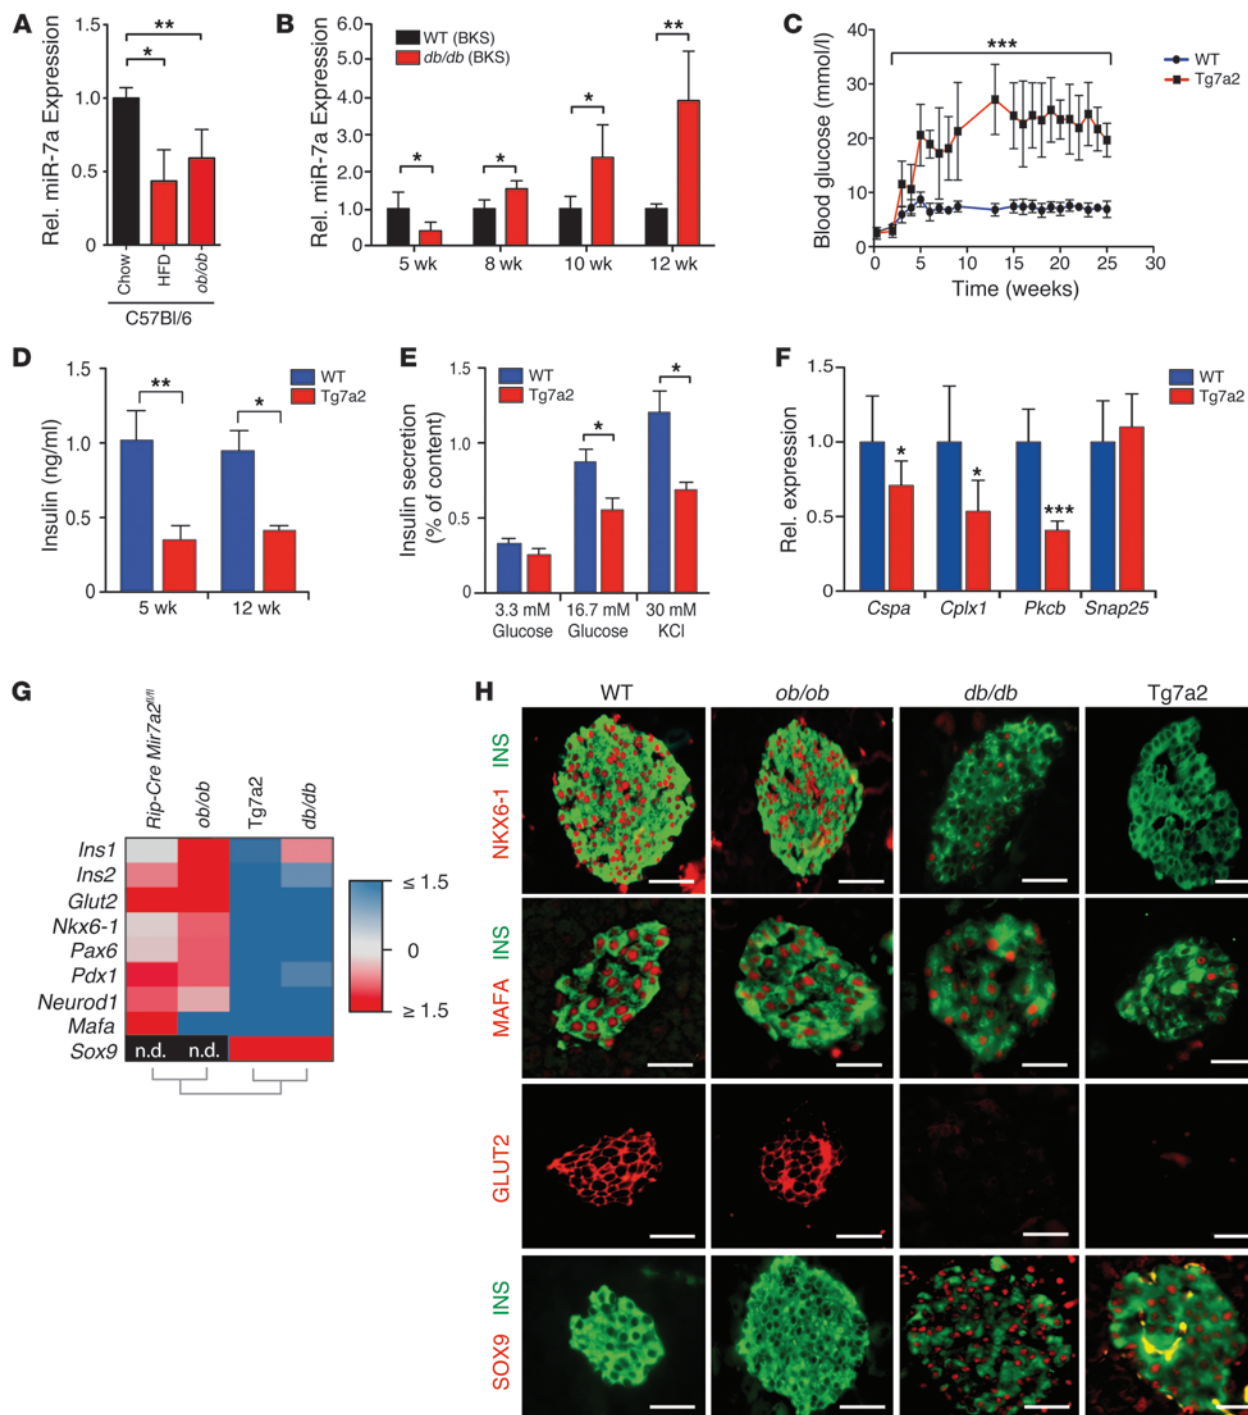 A
Rel. miR-7a Expression
1.5
1.0
0.5
0
*
**
Chow
HFD
ob/ob
C57Bl/6
B
Rel. miR-7a Expression
6.0
5.0
4.0
3.0
2.0
1.0
0
WT (BKS)
db/db (BKS)
*
*
*
**
5 wk
8 wk
10 wk
12 wk
C
Blood glucose (mmol/l)
40
30
20
10
0
***
WT
Tg7a2
0
5
10
15
20
25
30
Time (weeks)
D
Insulin (ng/ml)
1.5
1.0
0.5
0
WT
Tg7a2
**
*
5 wk
12 wk
E
Insulin secretion
(% of content)
1.5
1.0
0.5
0
WT
Tg7a2
*
*
3.3 mM
Glucose
16.7 mM
Glucose
30 mM
KCl
F
Rel. expression
1.5
1.0
0.5
0
WT
Tg7a2
*
*
***
Cspa
Cplx1
Pkcb
Snap25
G
Rip-Cre Mir7a2fl/fl
ob/ob
Tg7a2
db/db
Ins1
Ins2
Glut2
Nkx6-1
Pax6
Pdx1
Neurod1
Mafa
Sox9
n.d.
n.d.
≤ 1.5
0
≥ 1.5
H
WT
ob/ob
db/db
Tg7a2
NKX6-1 INS
MAFA INS
GLUT2
SOX9 INS